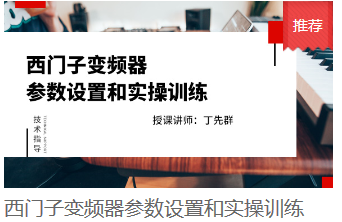 推荐
西门子变频器
参数设置和实操训练
技术指导
授课讲师：丁先群
西门子变频器参数设置和实操训练